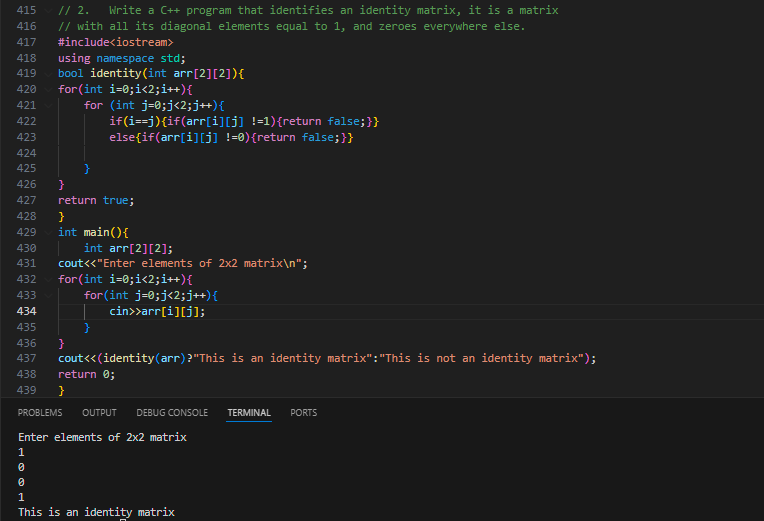 415 // 2. Write a C++ program that identifies an identity matrix, it is a matrix
416 // with all its diagonal elements equal to 1, and zeroes everywhere else.
417 #include<iostream>
418 using namespace std;
419 bool identity(int arr[2][2]){
420 for(int i=0;i<2;i++){
421     for (int j=0;j<2;j++){
422         if(i==j){if(arr[i][j] !=1){return false;}}
423         else{if(arr[i][j] !=0){return false;}}
424
425     }
426 }
427 return true;
428 }
429 int main(){
430     int arr[2][2];
431 cout<<"Enter elements of 2x2 matrix\n";
432 for(int i=0;i<2;i++){
433     for(int j=0;j<2;j++){
434         cin>>arr[i][j];
435     }
436 }
437 cout<<(identity(arr)?"This is an identity matrix":"This is not an identity matrix");
438 return 0;
439 }
PROBLEMS OUTPUT DEBUG CONSOLE TERMINAL PORTS
Enter elements of 2x2 matrix
1
0
0
1
This is an identity matrix